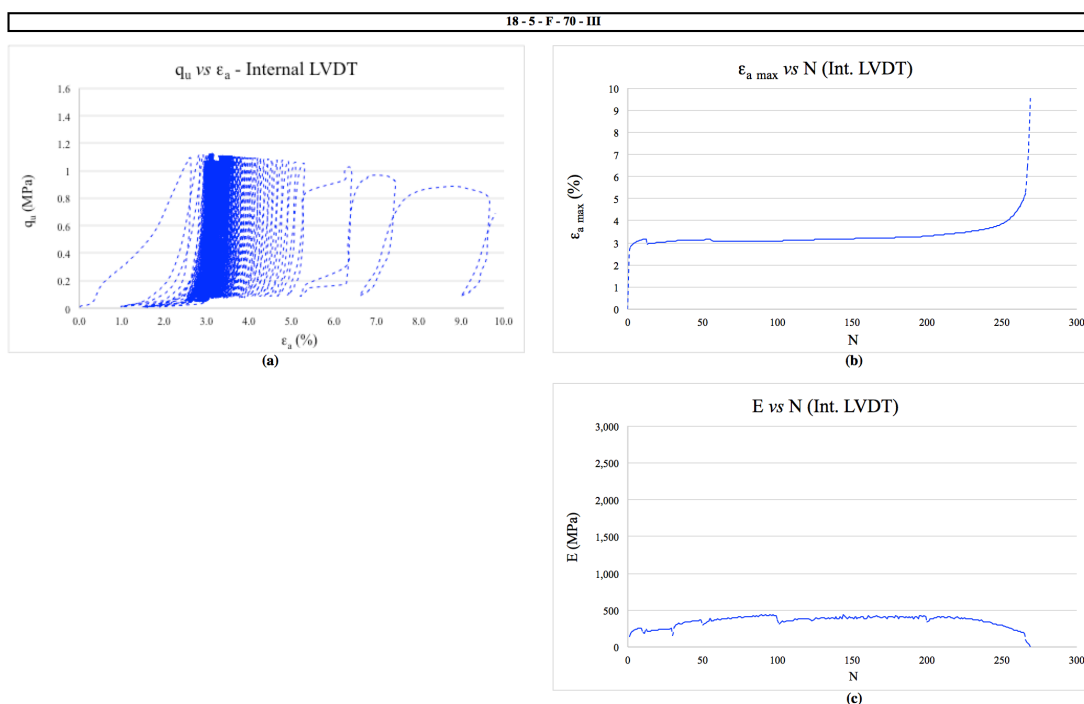 18 - 5 - F - 70 - III
qu vs εa - Internal LVDT
1.6
1.4
1.2
1
0.8
0.6
0.4
0.2
0
qu (MPa)
0.0 1.0 2.0 3.0 4.0 5.0 6.0 7.0 8.0 9.0 10.0
εa (%)
(a)
εa max vs N (Int. LVDT)
10
9
8
7
6
5
4
3
2
1
0
εa max (%)
0 50 100 150 200 250 300
N
(b)
E vs N (Int. LVDT)
3,000
2,500
2,000
1,500
1,000
500
0
E (MPa)
0 50 100 150 200 250 300
N
(c)